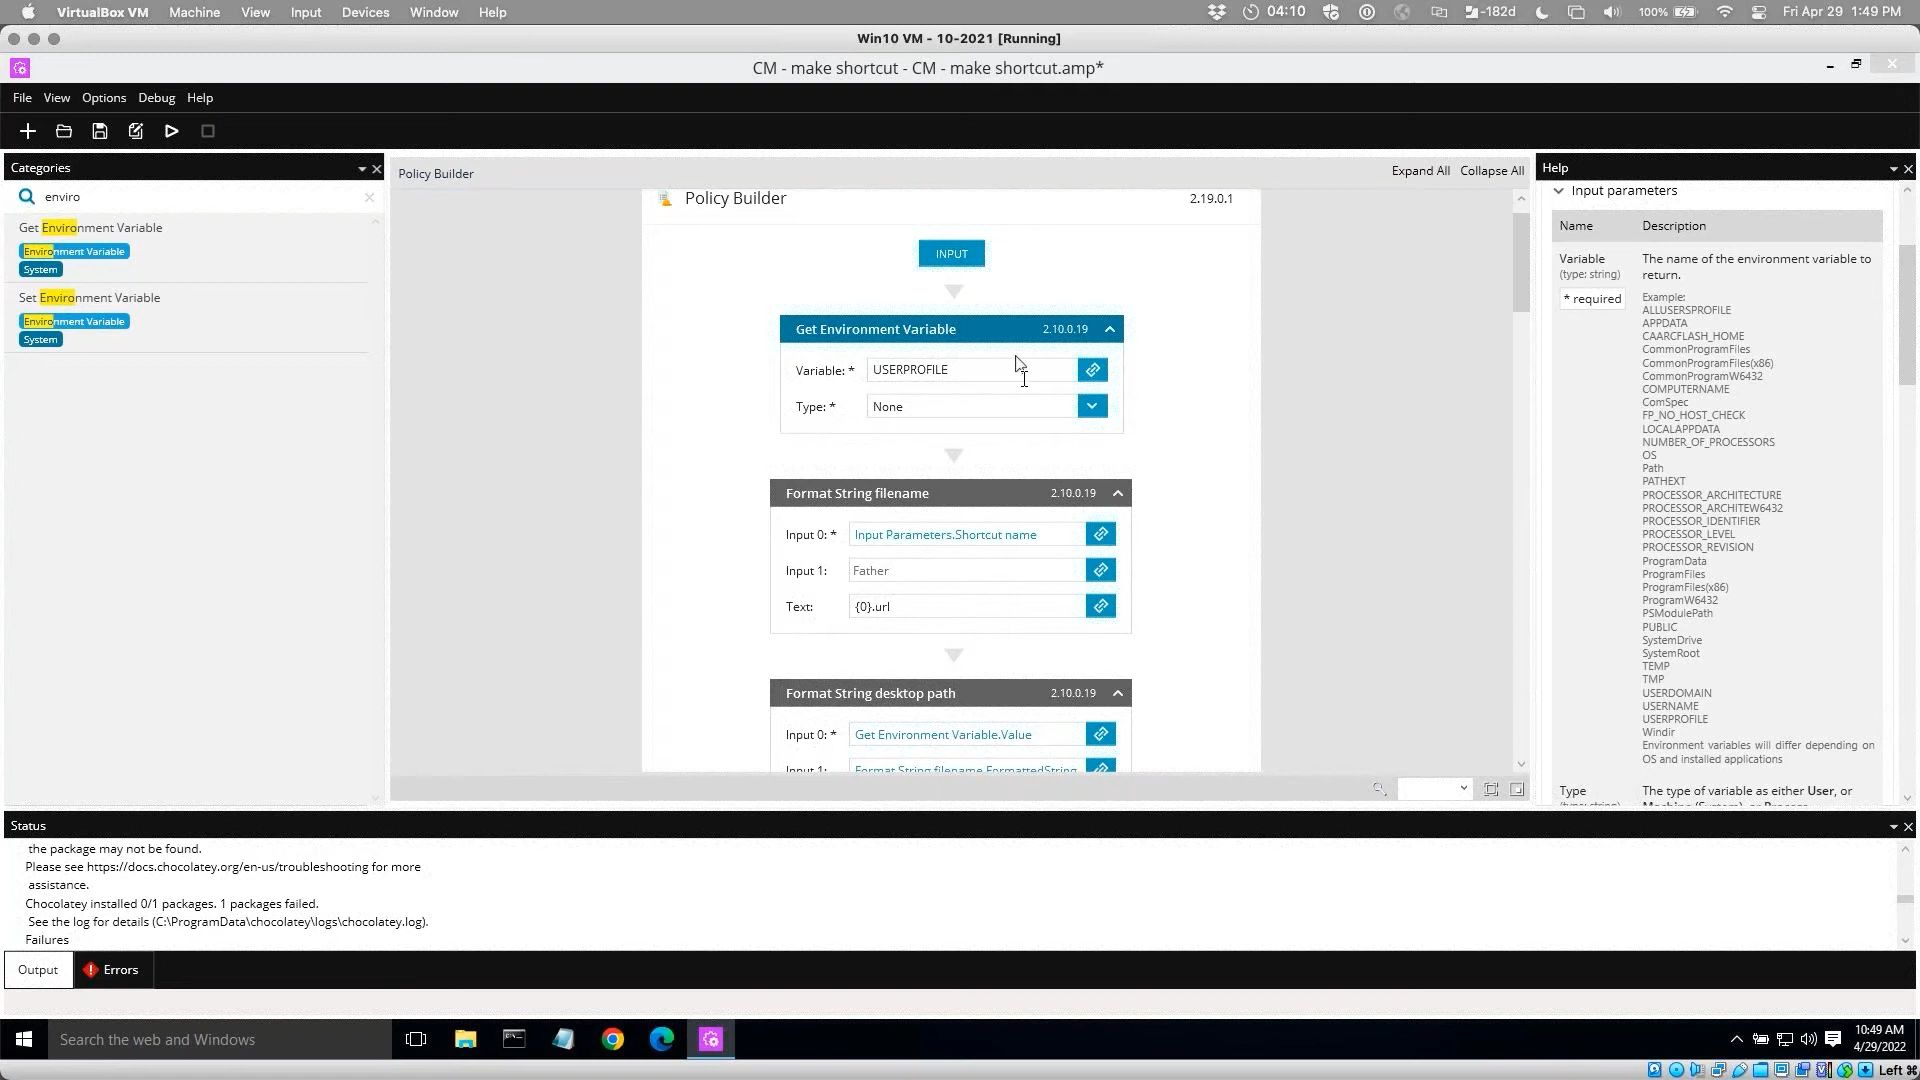 VirtualBox VM Machine View Input Devices Window Help 04:10 -182d 100% Fri Apr 29 1:49 PM
Win10 VM - 10-2021 [Running]
CM - make shortcut - CM - make shortcut.amp*
File View Options Debug Help
Categories
enviro
Get Environment Variable
Environment Variable
System
Set Environment Variable
Environment Variable
System
Policy Builder
Expand All Collapse All
Policy Builder 2.19.0.1
INPUT
Get Environment Variable 2.10.0.19
Variable: * USERPROFILE
Type: * None
Format String filename 2.10.0.19
Input 0: * Input Parameters.Shortcut name
Input 1: Father
Text: {0}.url
Format String desktop path 2.10.0.19
Input 0: * Get Environment Variable.Value
Input 1: Format String filename.FormattedString
Help
Input parameters
Name Description
Variable
(type: string)
* required
The name of the environment variable to
return.
Example:
ALLUSERSPROFILE
APPDATA
CAARCFLASH_HOME
CommonProgramFiles
CommonProgramFiles(x86)
CommonProgramW6432
COMPUTERNAME
ComSpec
FP_NO_HOST_CHECK
LOCALAPPDATA
NUMBER_OF_PROCESSORS
OS
Path
PATHEXT
PROCESSOR_ARCHITECTURE
PROCESSOR_ARCHITEW6432
PROCESSOR_IDENTIFIER
PROCESSOR_LEVEL
PROCESSOR_REVISION
ProgramData
ProgramFiles
ProgramFiles(x86)
ProgramW6432
PSModulePath
PUBLIC
SystemDrive
SystemRoot
TEMP
TMP
USERDOMAIN
USERNAME
USERPROFILE
Windir
Environment variables will differ depending on
OS and installed applications
Type
(type: string)
The type of variable as either User, or
Machine (System), or Process
Status
the package may not be found.
Please see https://docs.chocolatey.org/en-us/troubleshooting for more
assistance.
Chocolatey installed 0/1 packages. 1 packages failed.
See the log for details (C:\ProgramData\chocolatey\logs\chocolatey.log).
Failures
Output Errors
Search the web and Windows
10:49 AM
4/29/2022
Left ⌘